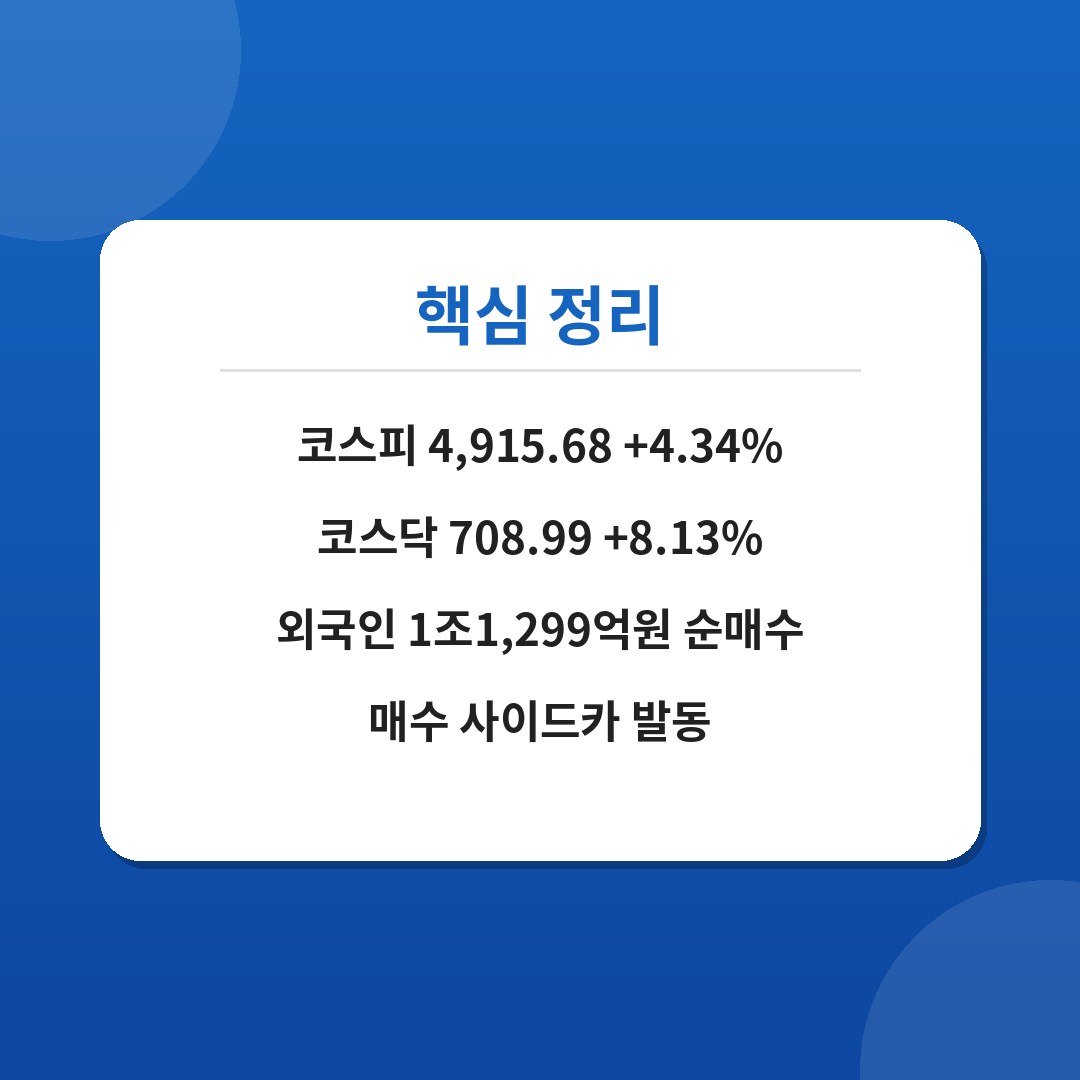 핵심 정리
코스피 4,915.68 +4.34%
코스닥 708.99 +8.13%
외국인 1조1,299억원 순매수
매수 사이드카 발동